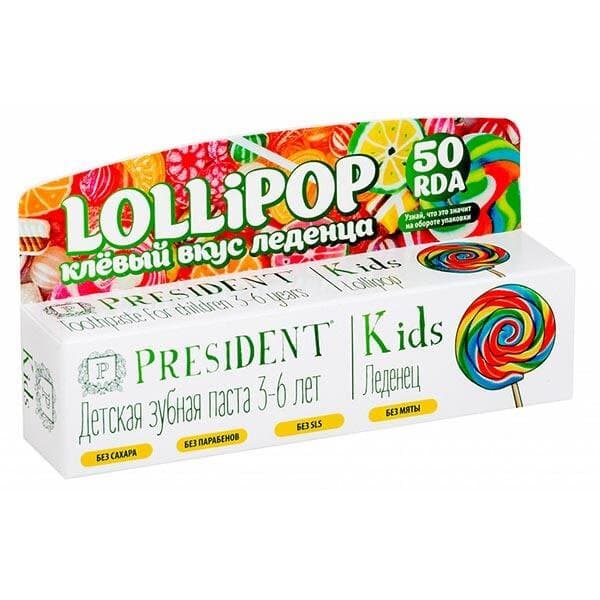 LOLLiPOP
клёвый вкус леденца
50
RDA
Узнай, что это значит
на обороте упаковки
PRESIDENT®
Toothpaste for children 3-6 years
Kids
Lollipop
Kids
P
PRESIDENT®
Детская зубная паста 3-6 лет
Kids
Леденец
БЕЗ САХАРА
БЕЗ ПАРАБЕНОВ
БЕЗ SLS
БЕЗ МЯТЫ